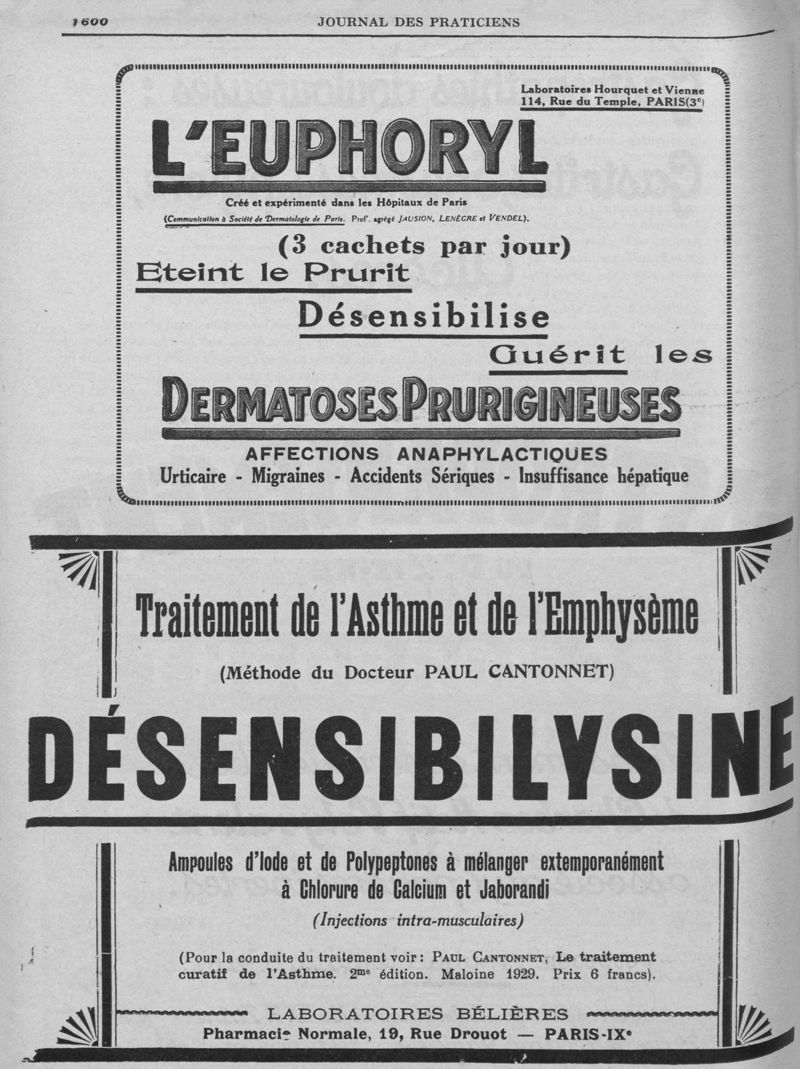 1600
JOURNAL DES PRATICIENS
Laboratoires Hourquet et Vienne
114, Rue du Temple, PARIS(3e)
L'EUPHORYL
Créé et expérimenté dans les Hôpitaux de Paris
(Communication à Société de Dermatologie de Paris. Profr. agrégé JAUSION, LENÈGRE et VENDEL).
(3 cachets par jour)
Eteint le Prurit
Désensibilise
Guérit les
DERMATOSES PRURIGINEUSES
AFFECTIONS ANAPHYLACTIQUES
Urticaire - Migraines - Accidents Sériques - Insuffisance hépatique
Traitement de l'Asthme et de l'Emphysème
(Méthode du Docteur PAUL CANTONNET)
DÉSENSIBILYSINE
Ampoules d'Iode et de Polypeptones à mélanger extemporanément
à Chlorure de Calcium et Jaborandi
(Injections intra-musculaires)
(Pour la conduite du traitement voir : PAUL CANTONNET, Le traitement
curatif de l'Asthme. 2me édition. Maloine 1929. Prix 6 francs).
LABORATOIRES BÉLIÈRES
Pharmacie Normale, 19, Rue Drouot — PARIS-IXe